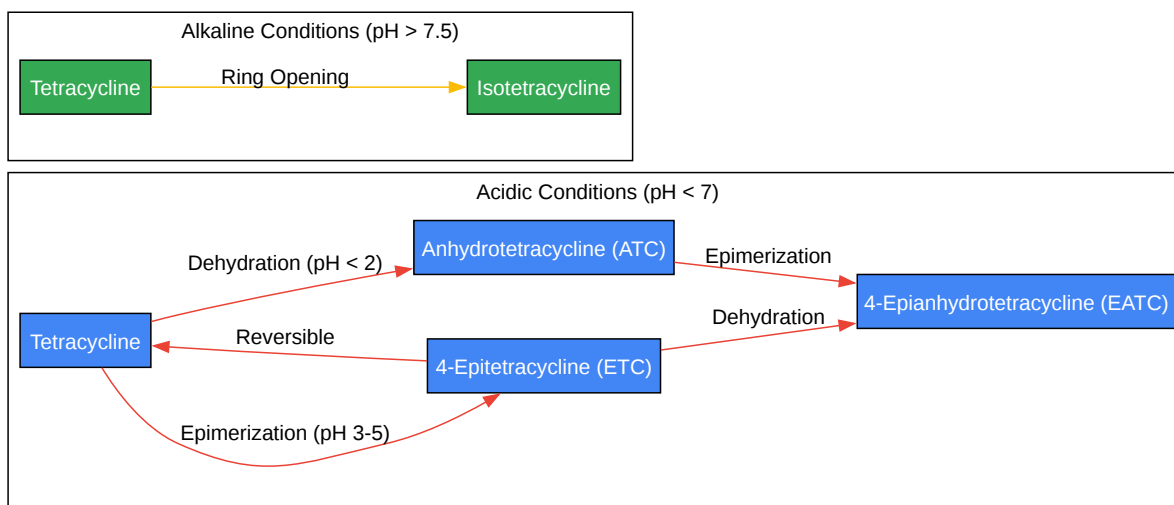 Alkaline Conditions (pH > 7.5)
Tetracycline
Ring Opening
Isotetracycline
Acidic Conditions (pH < 7)
Anhydrotetracycline (ATC)
Epimerization
Dehydration (pH < 2)
4-Epianhydrotetracycline (EATC)
Dehydration
Tetracycline
Reversible
4-Epitetracycline (ETC)
Epimerization (pH 3-5)